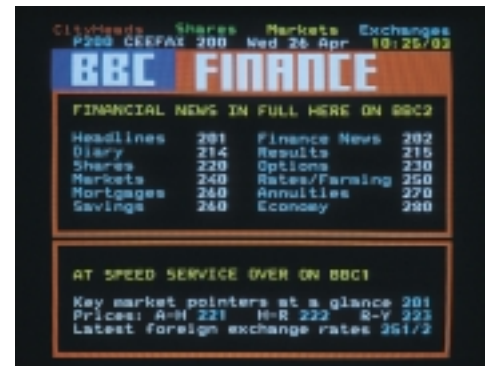 CityHeads Shares Markets Exchanges
P200 CEEFAX 200 Wed 26 Apr 10:25/03
BBC FINANCE
FINANCIAL NEWS IN FULL HERE ON BBC2
Headlines 201 Finance News 202
Diary 214 Results 215
Shares 220 Options 230
Markets 240 Rates/Farming 250
Mortgages 260 Annuities 270
Savings 260 Economy 280
AT SPEED SERVICE OVER ON BBC1
Key market pointers at a glance 201
Prices: A-H 221 H-R 222 R-Y 223
Latest foreign exchange rates 251/2